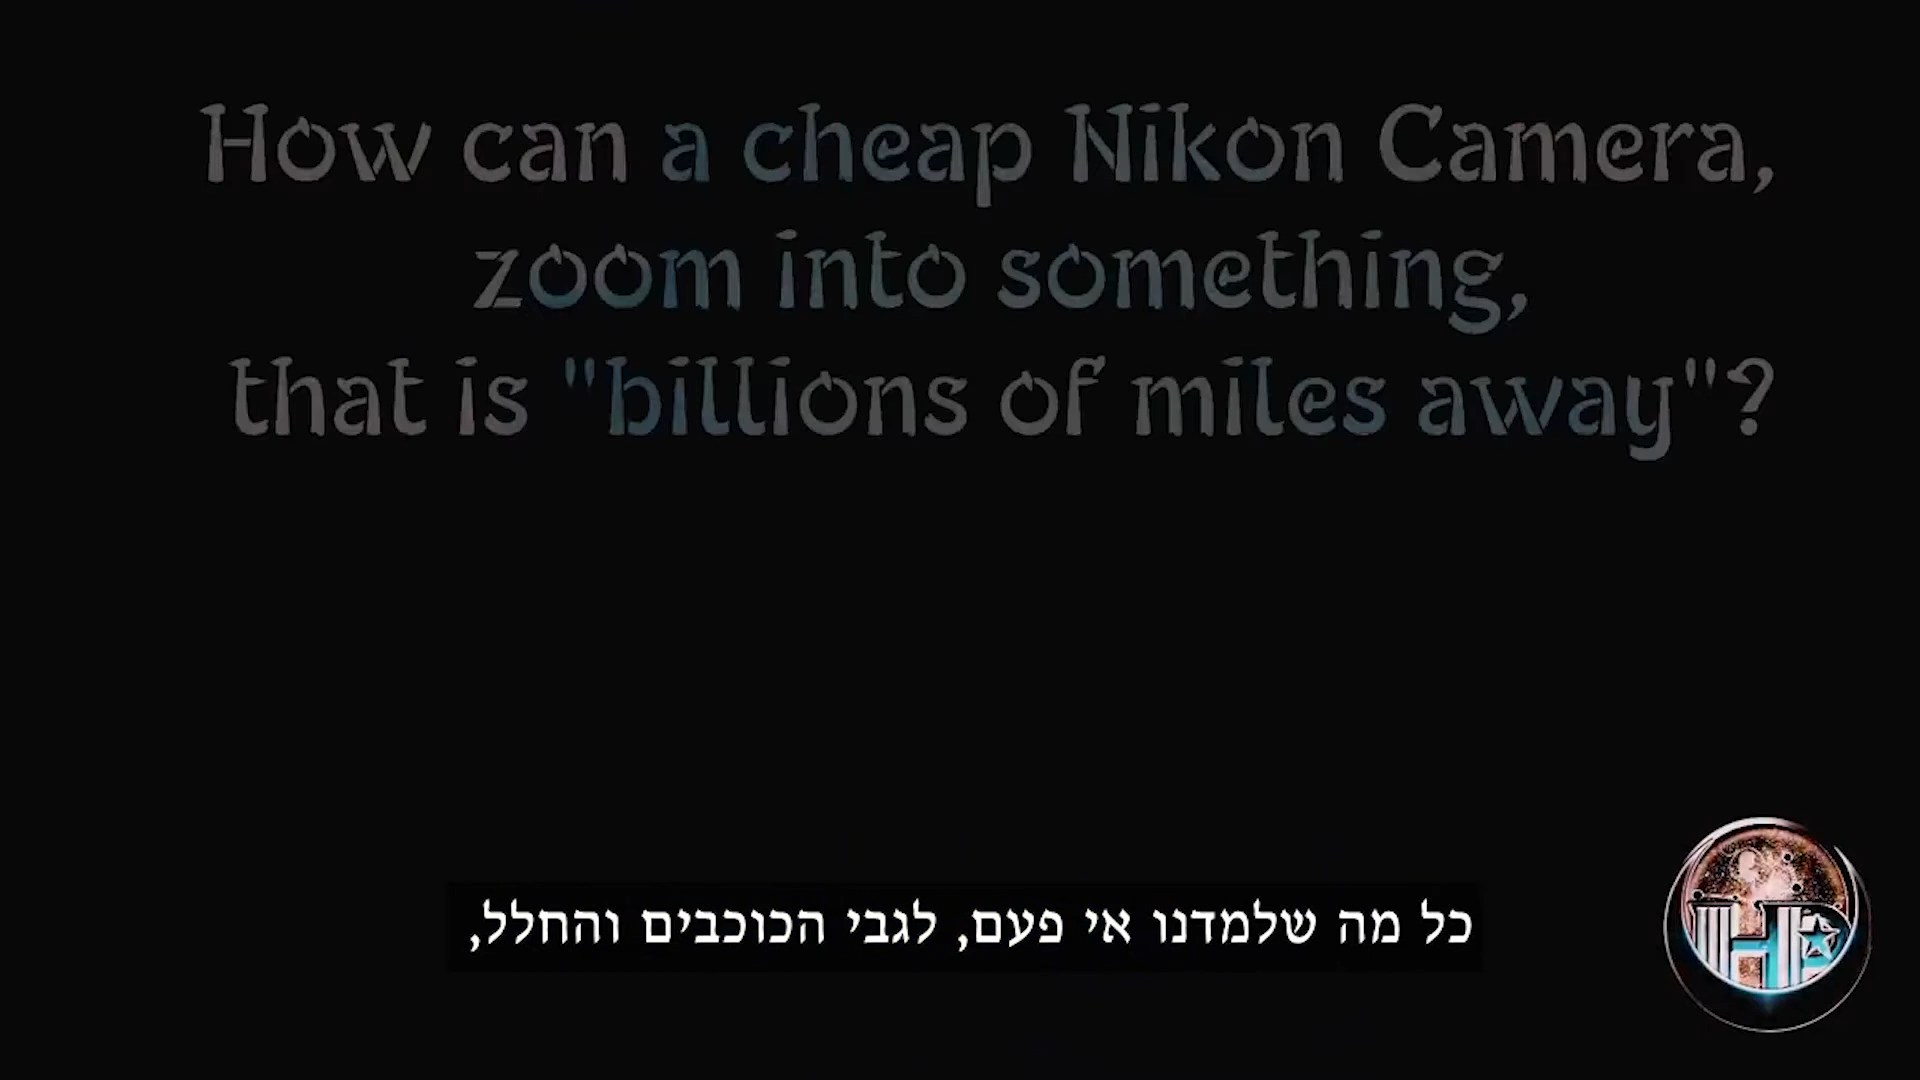 How can a cheap Nikon Camera,
zoom into something,
that is "billions of miles away"?
כל מה שלמדנו אי פעם, לגבי הכוכבים והחלל,
HP